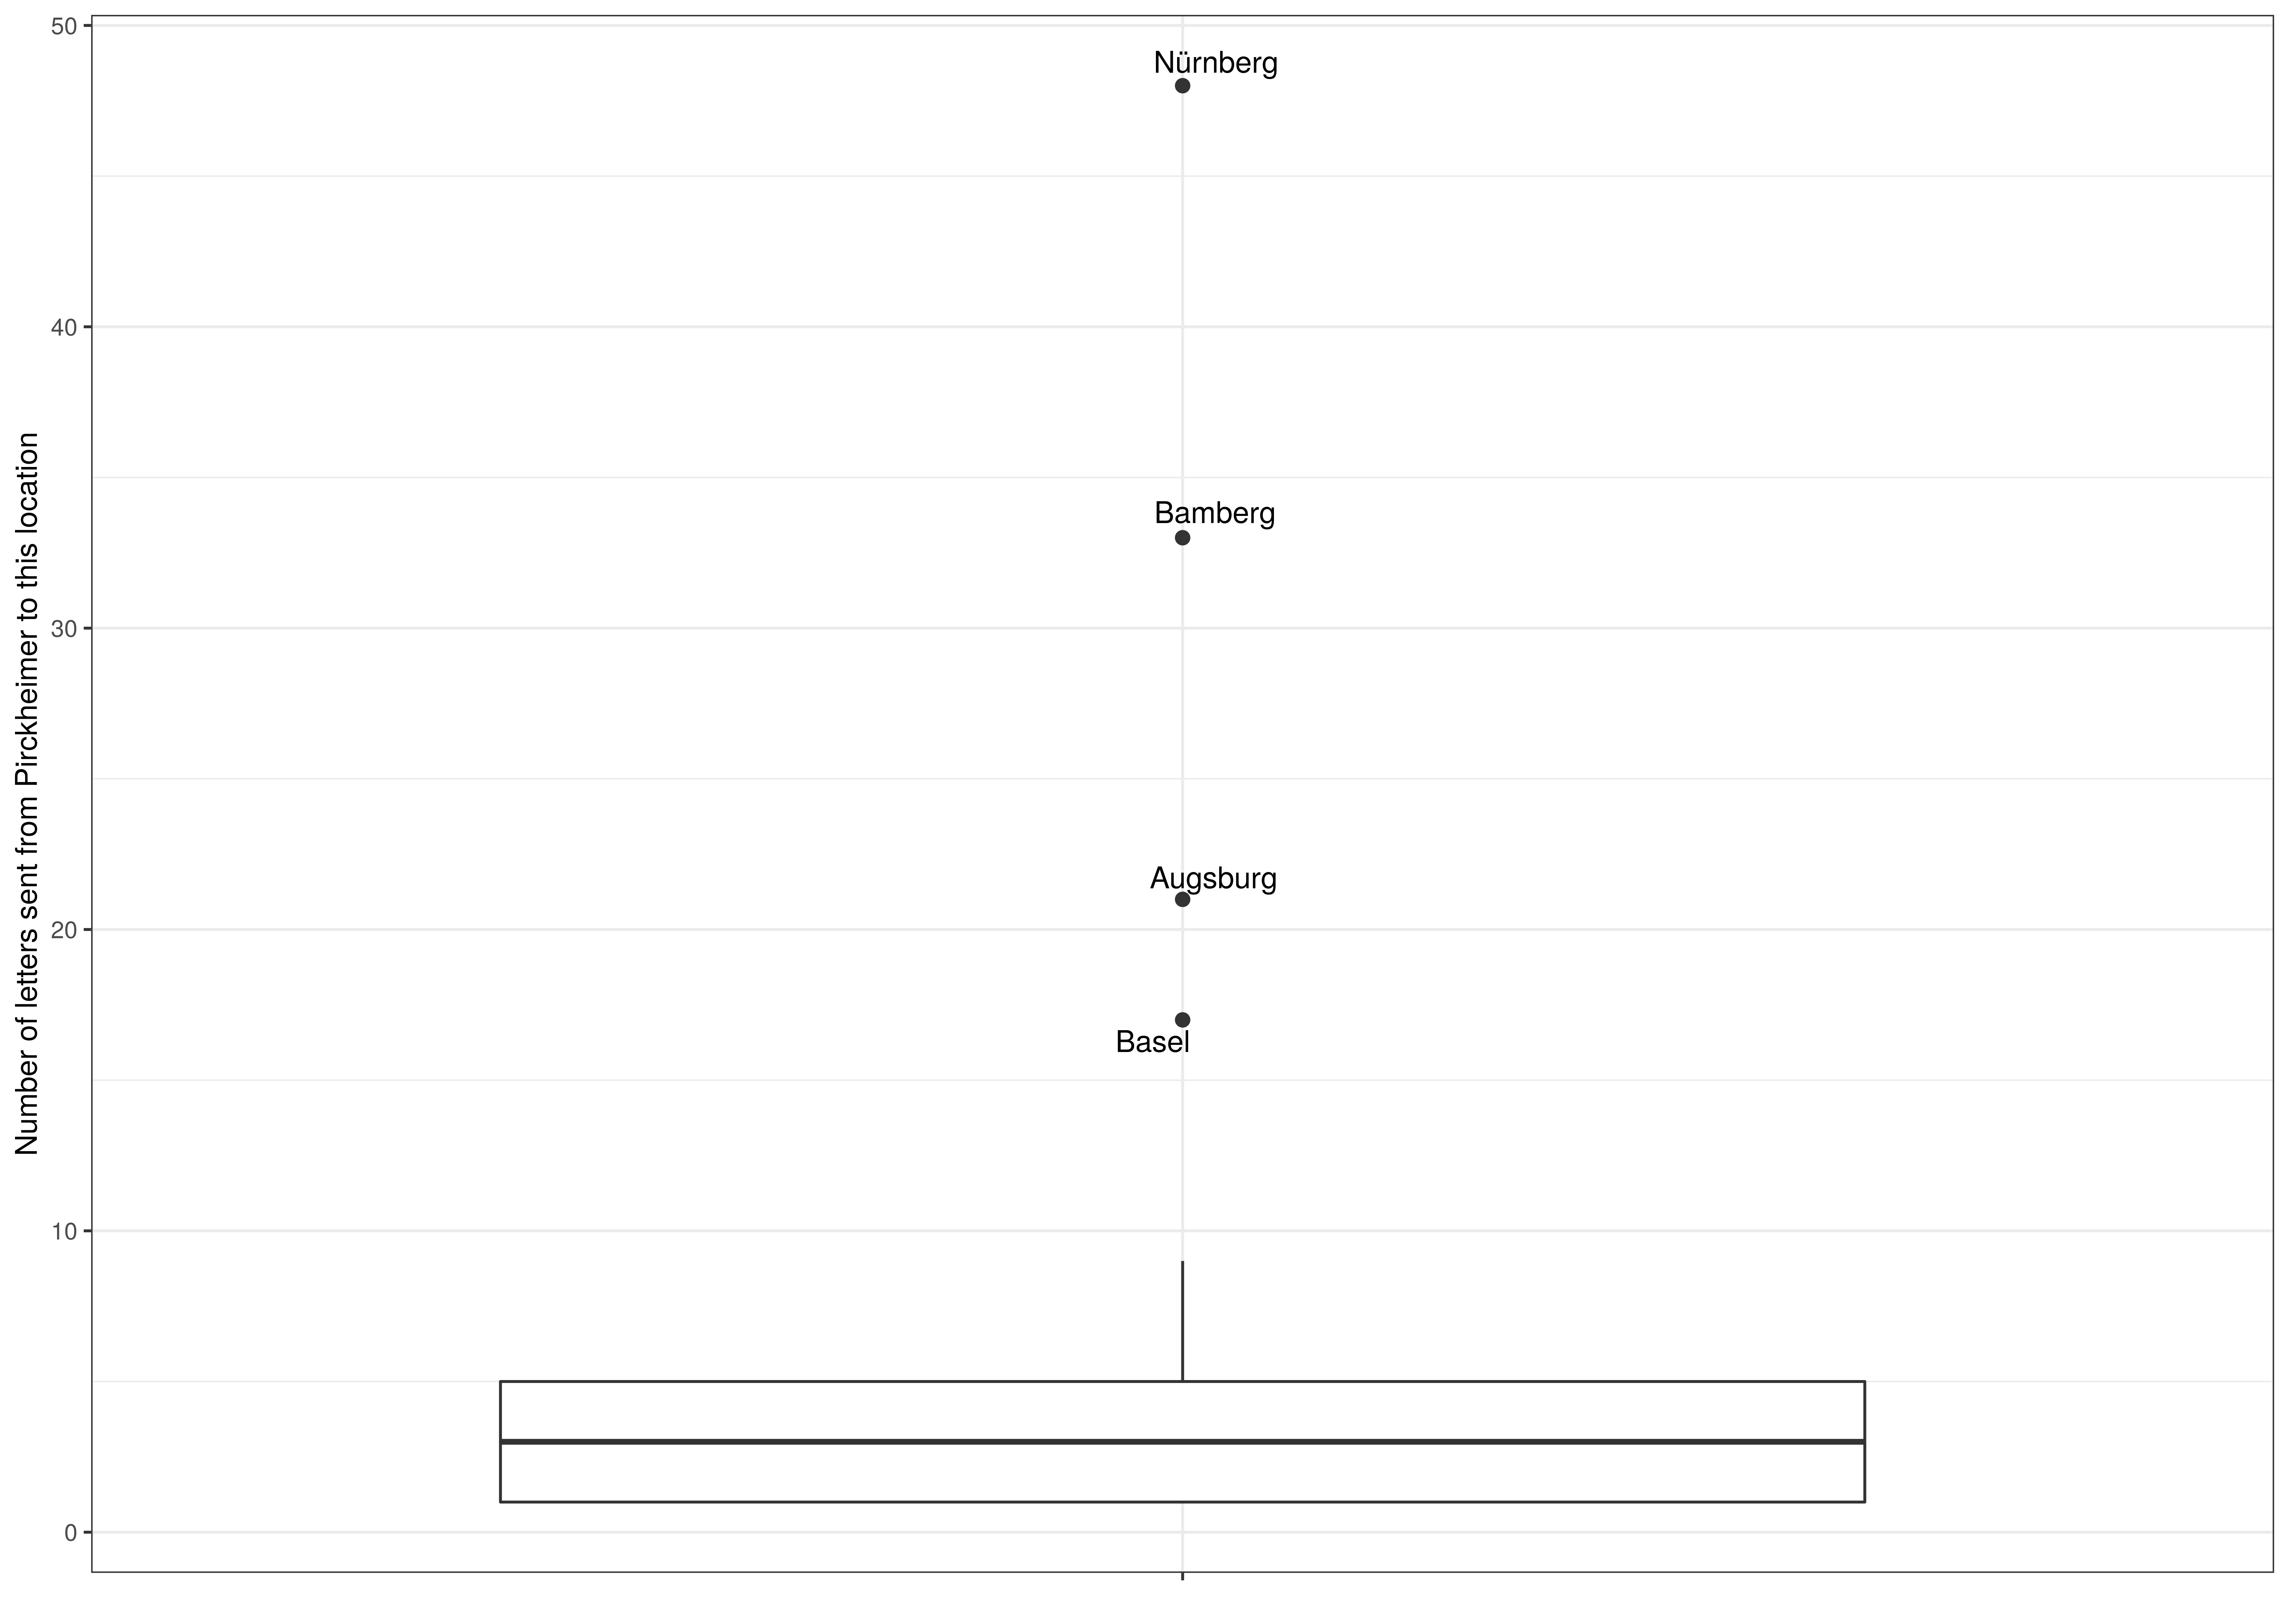 Number of letters sent from Pirckheimer to this location
50
40
30
20
10
0
Nürnberg
Bamberg
Augsburg
Basel